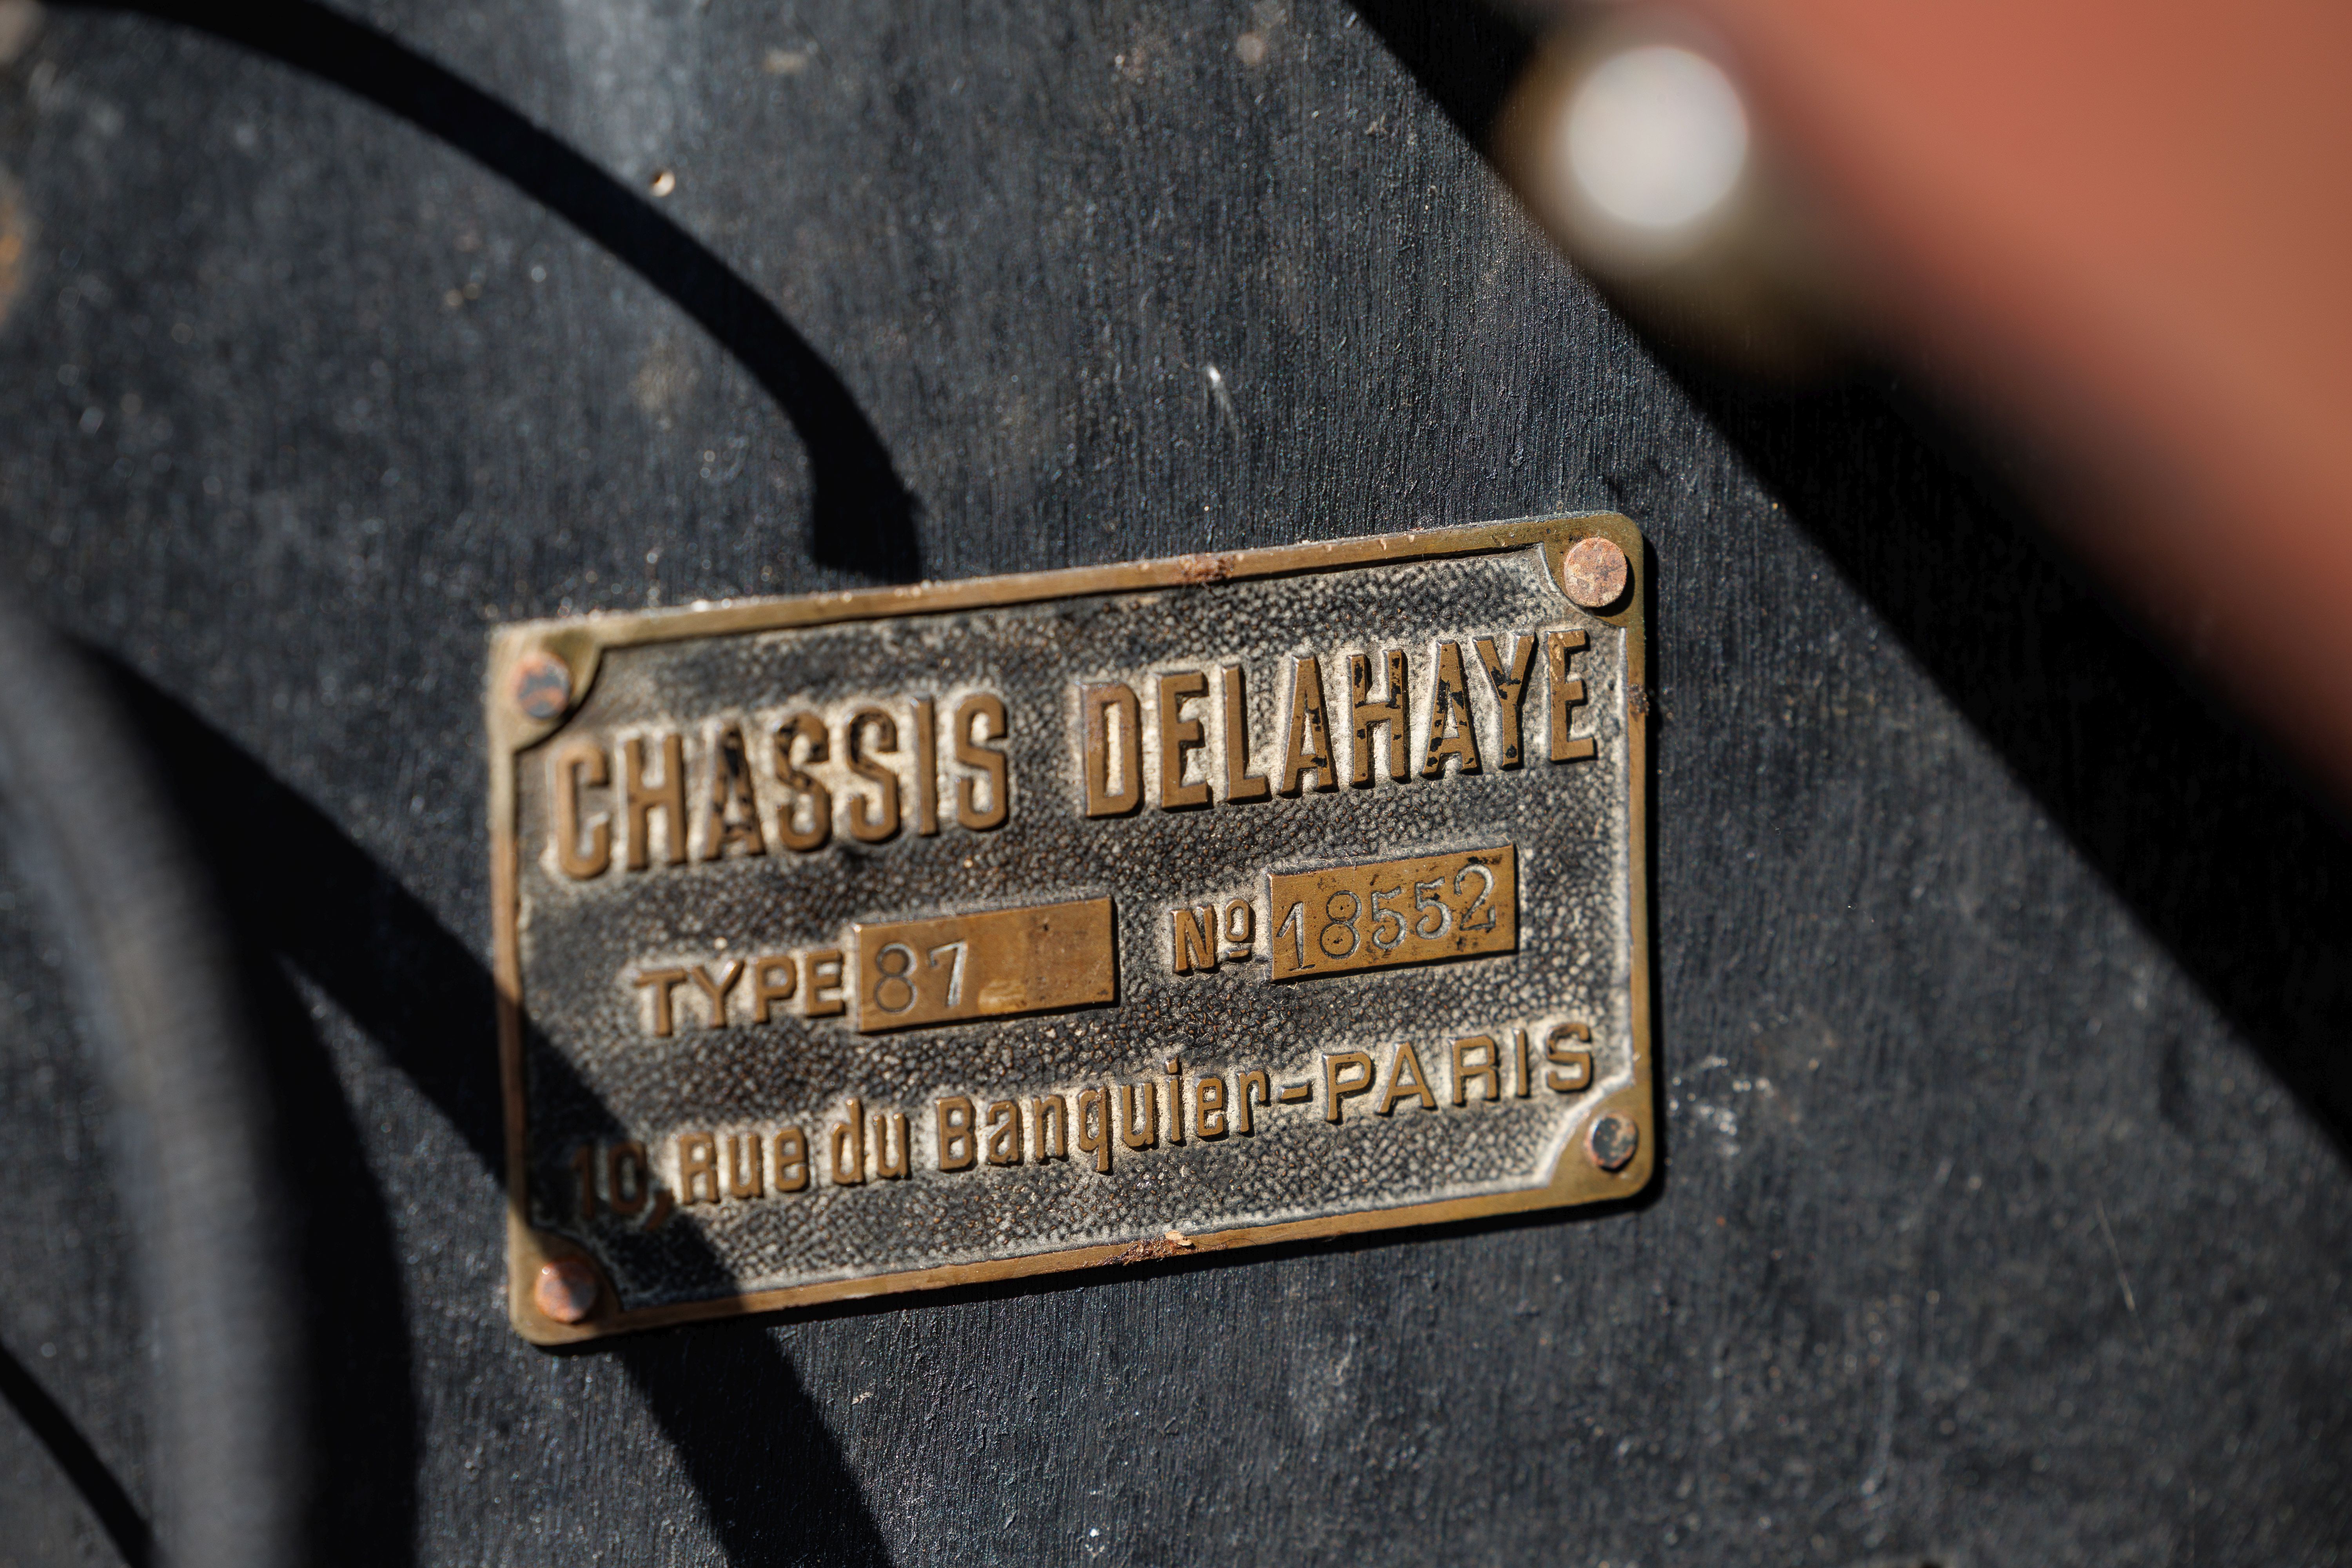 CHASSIS DELAHAYE
TYPE 87 Nº 18552
10, Rue du Banquier-PARIS